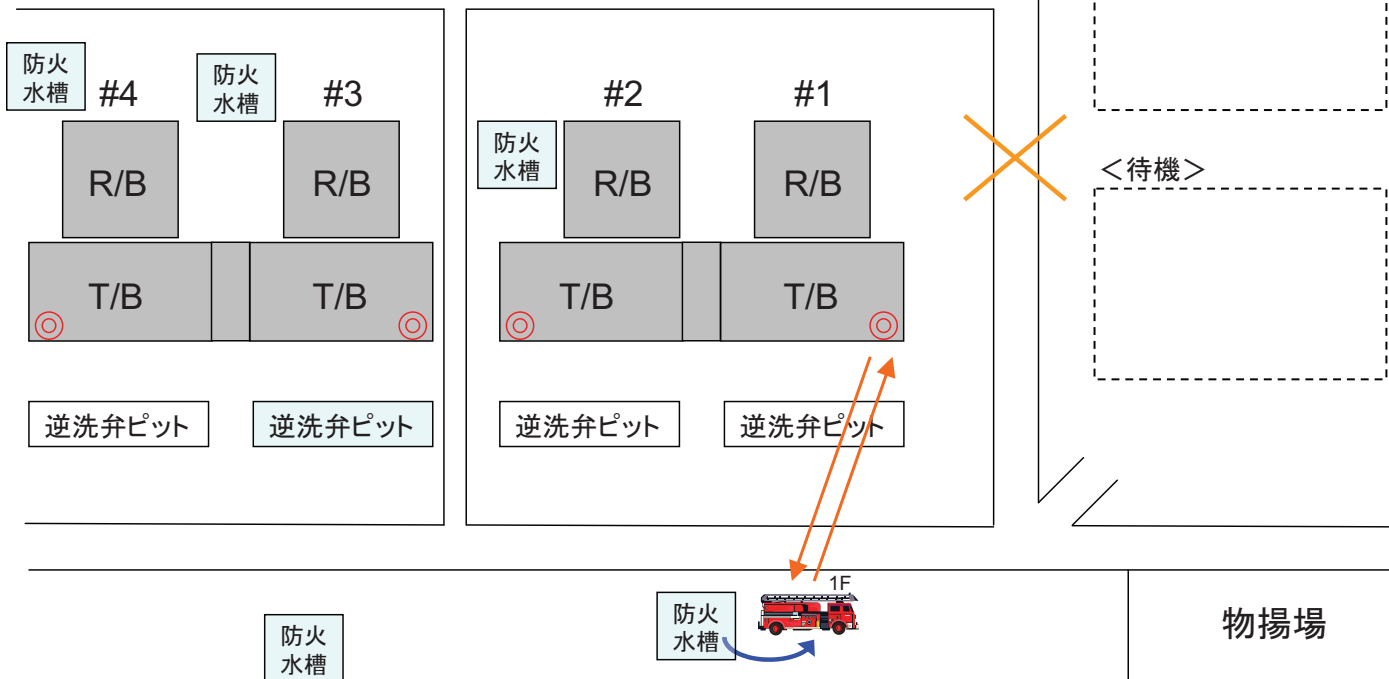 防火
水槽
#4
防火
水槽
#3
#2
#1
防火
水槽
＜待機＞
R/B
R/B
R/B
R/B
T/B
T/B
T/B
T/B
逆洗弁ピット
逆洗弁ピット
逆洗弁ピット
逆洗弁ピット
1F
防火
水槽
防火
水槽
物揚場